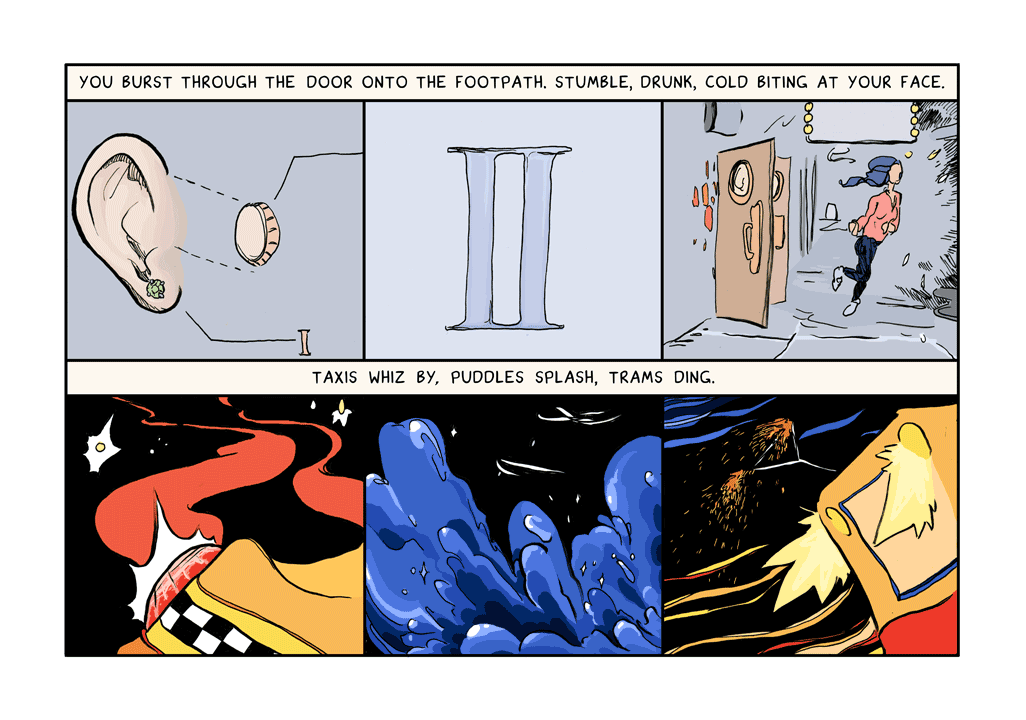 YOU BURST THROUGH THE DOOR ONTO THE FOOTPATH. STUMBLE, DRUNK, COLD BITING AT YOUR FACE.
II
TAXIS WHIZ BY, PUDDLES SPLASH, TRAMS DING.